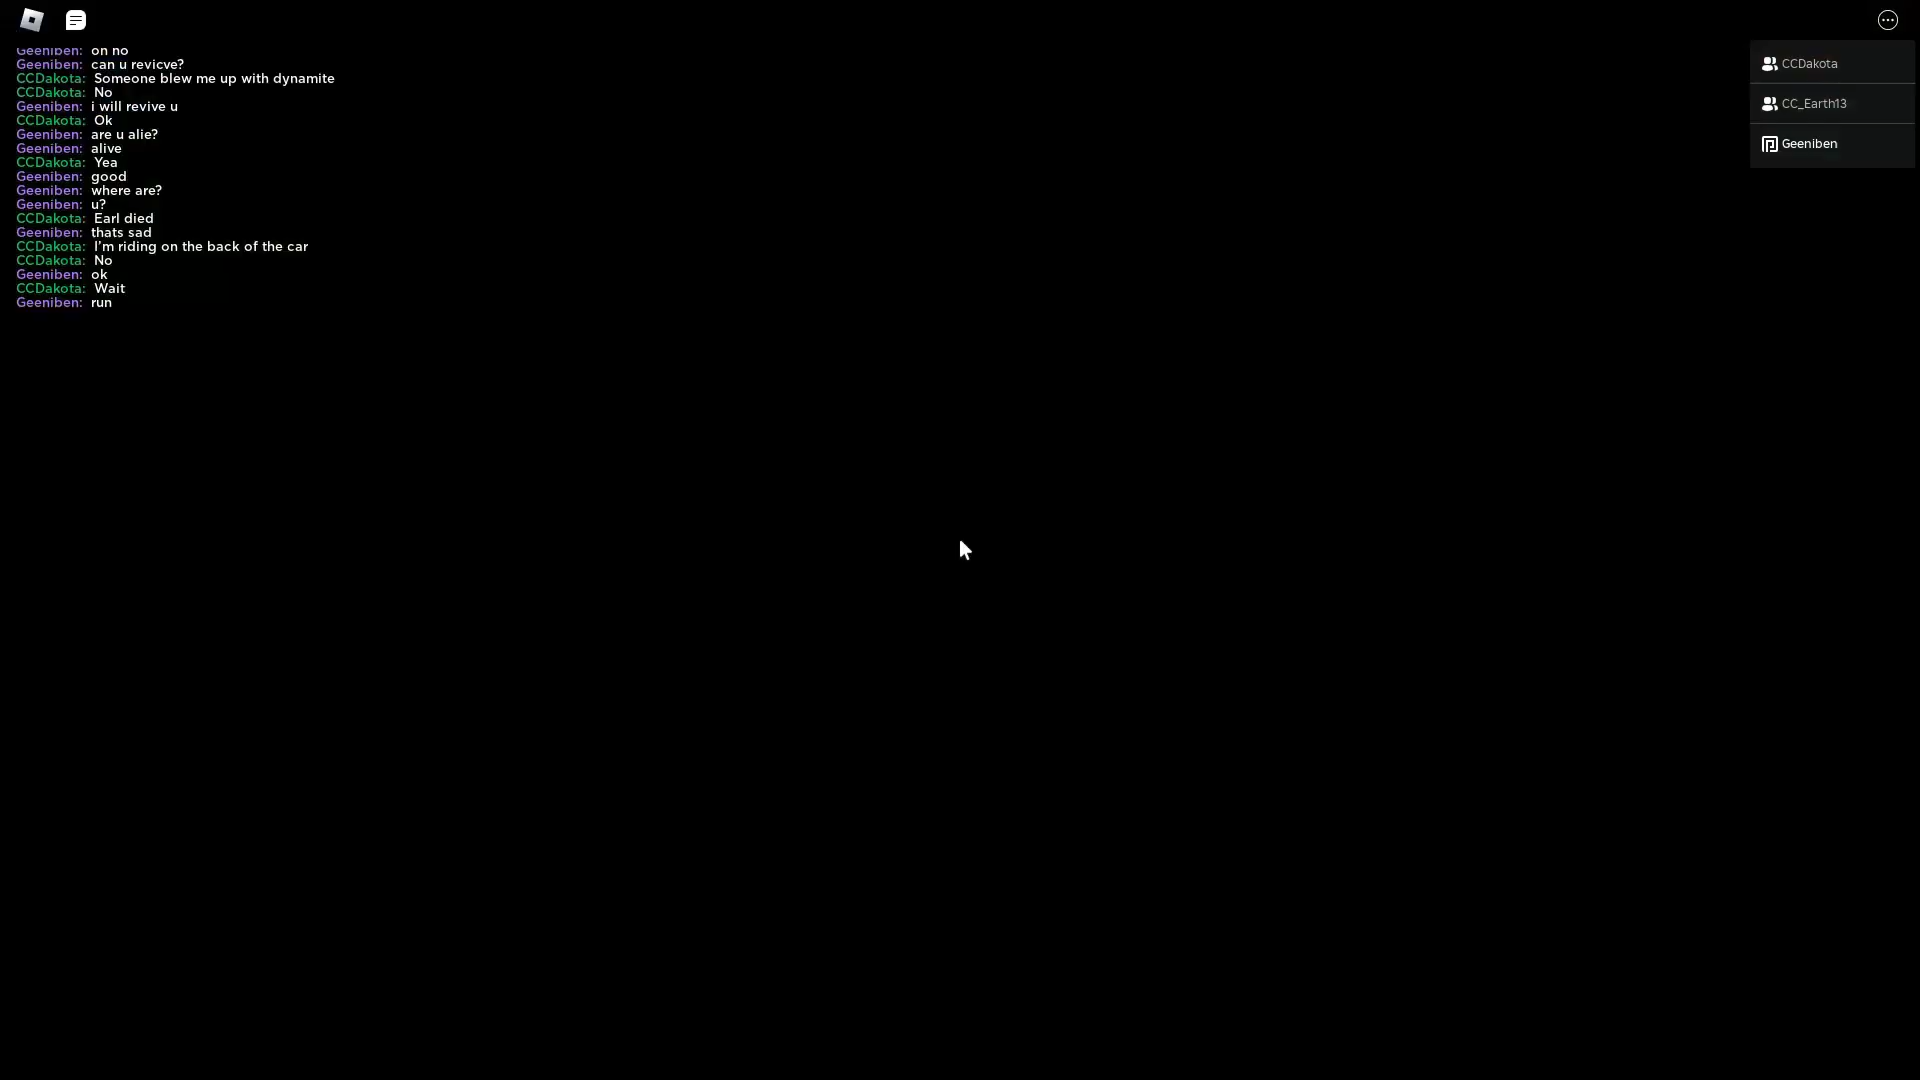 Geeniben: oh no
Geeniben: can u revicve?
CCDakota: Someone blew me up with dynamite
CCDakota: No
Geeniben: i will revive u
CCDakota: Ok
Geeniben: are u alie?
Geeniben: alive
CCDakota: Yea
Geeniben: good
Geeniben: where are?
Geeniben: u?
CCDakota: Earl died
Geeniben: thats sad
CCDakota: I'm riding on the back of the car
CCDakota: No
Geeniben: ok
CCDakota: Wait
Geeniben: run
CCDakota
CC_Earth13
Geeniben